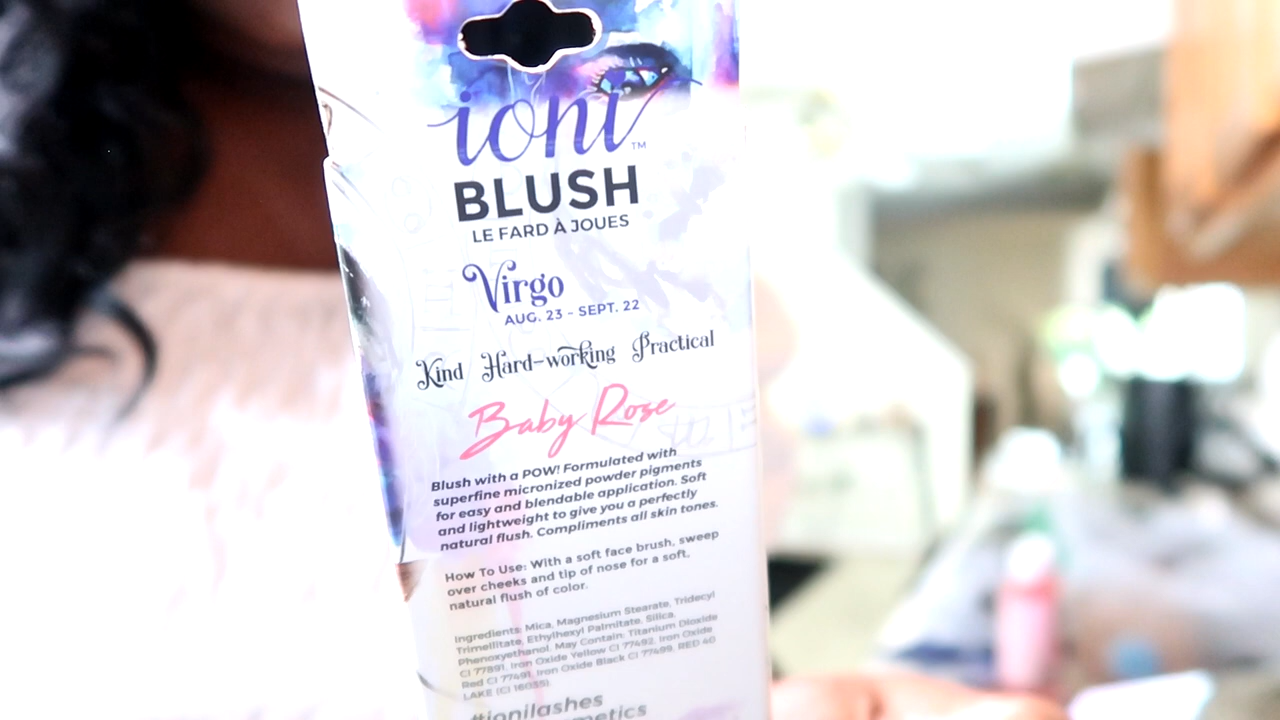 ioni™
BLUSH
LE FARD À JOUES
Virgo
AUG. 23 - SEPT. 22
Kind Hard-working Practical
Baby Rose
Blush with a POW! Formulated with
superfine micronized powder pigments
for easy and blendable application. Soft
and lightweight to give you a perfectly
natural flush. Compliments all skin tones.
How To Use: With a soft face brush, sweep
over cheeks and tip of nose for a soft,
natural flush of color.
Ingredients: Mica, Magnesium Stearate, Tridecyl
Trimellitate, Ethylhexyl Palmitate, Silica,
Phenoxyethanol. May Contain: Titanium Dioxide
CI 77891, Iron Oxide Yellow CI 77492, Iron Oxide
Red CI 77491, Iron Oxide Black CI 77499, RED 40
LAKE (CI 16035).
#ionilashes